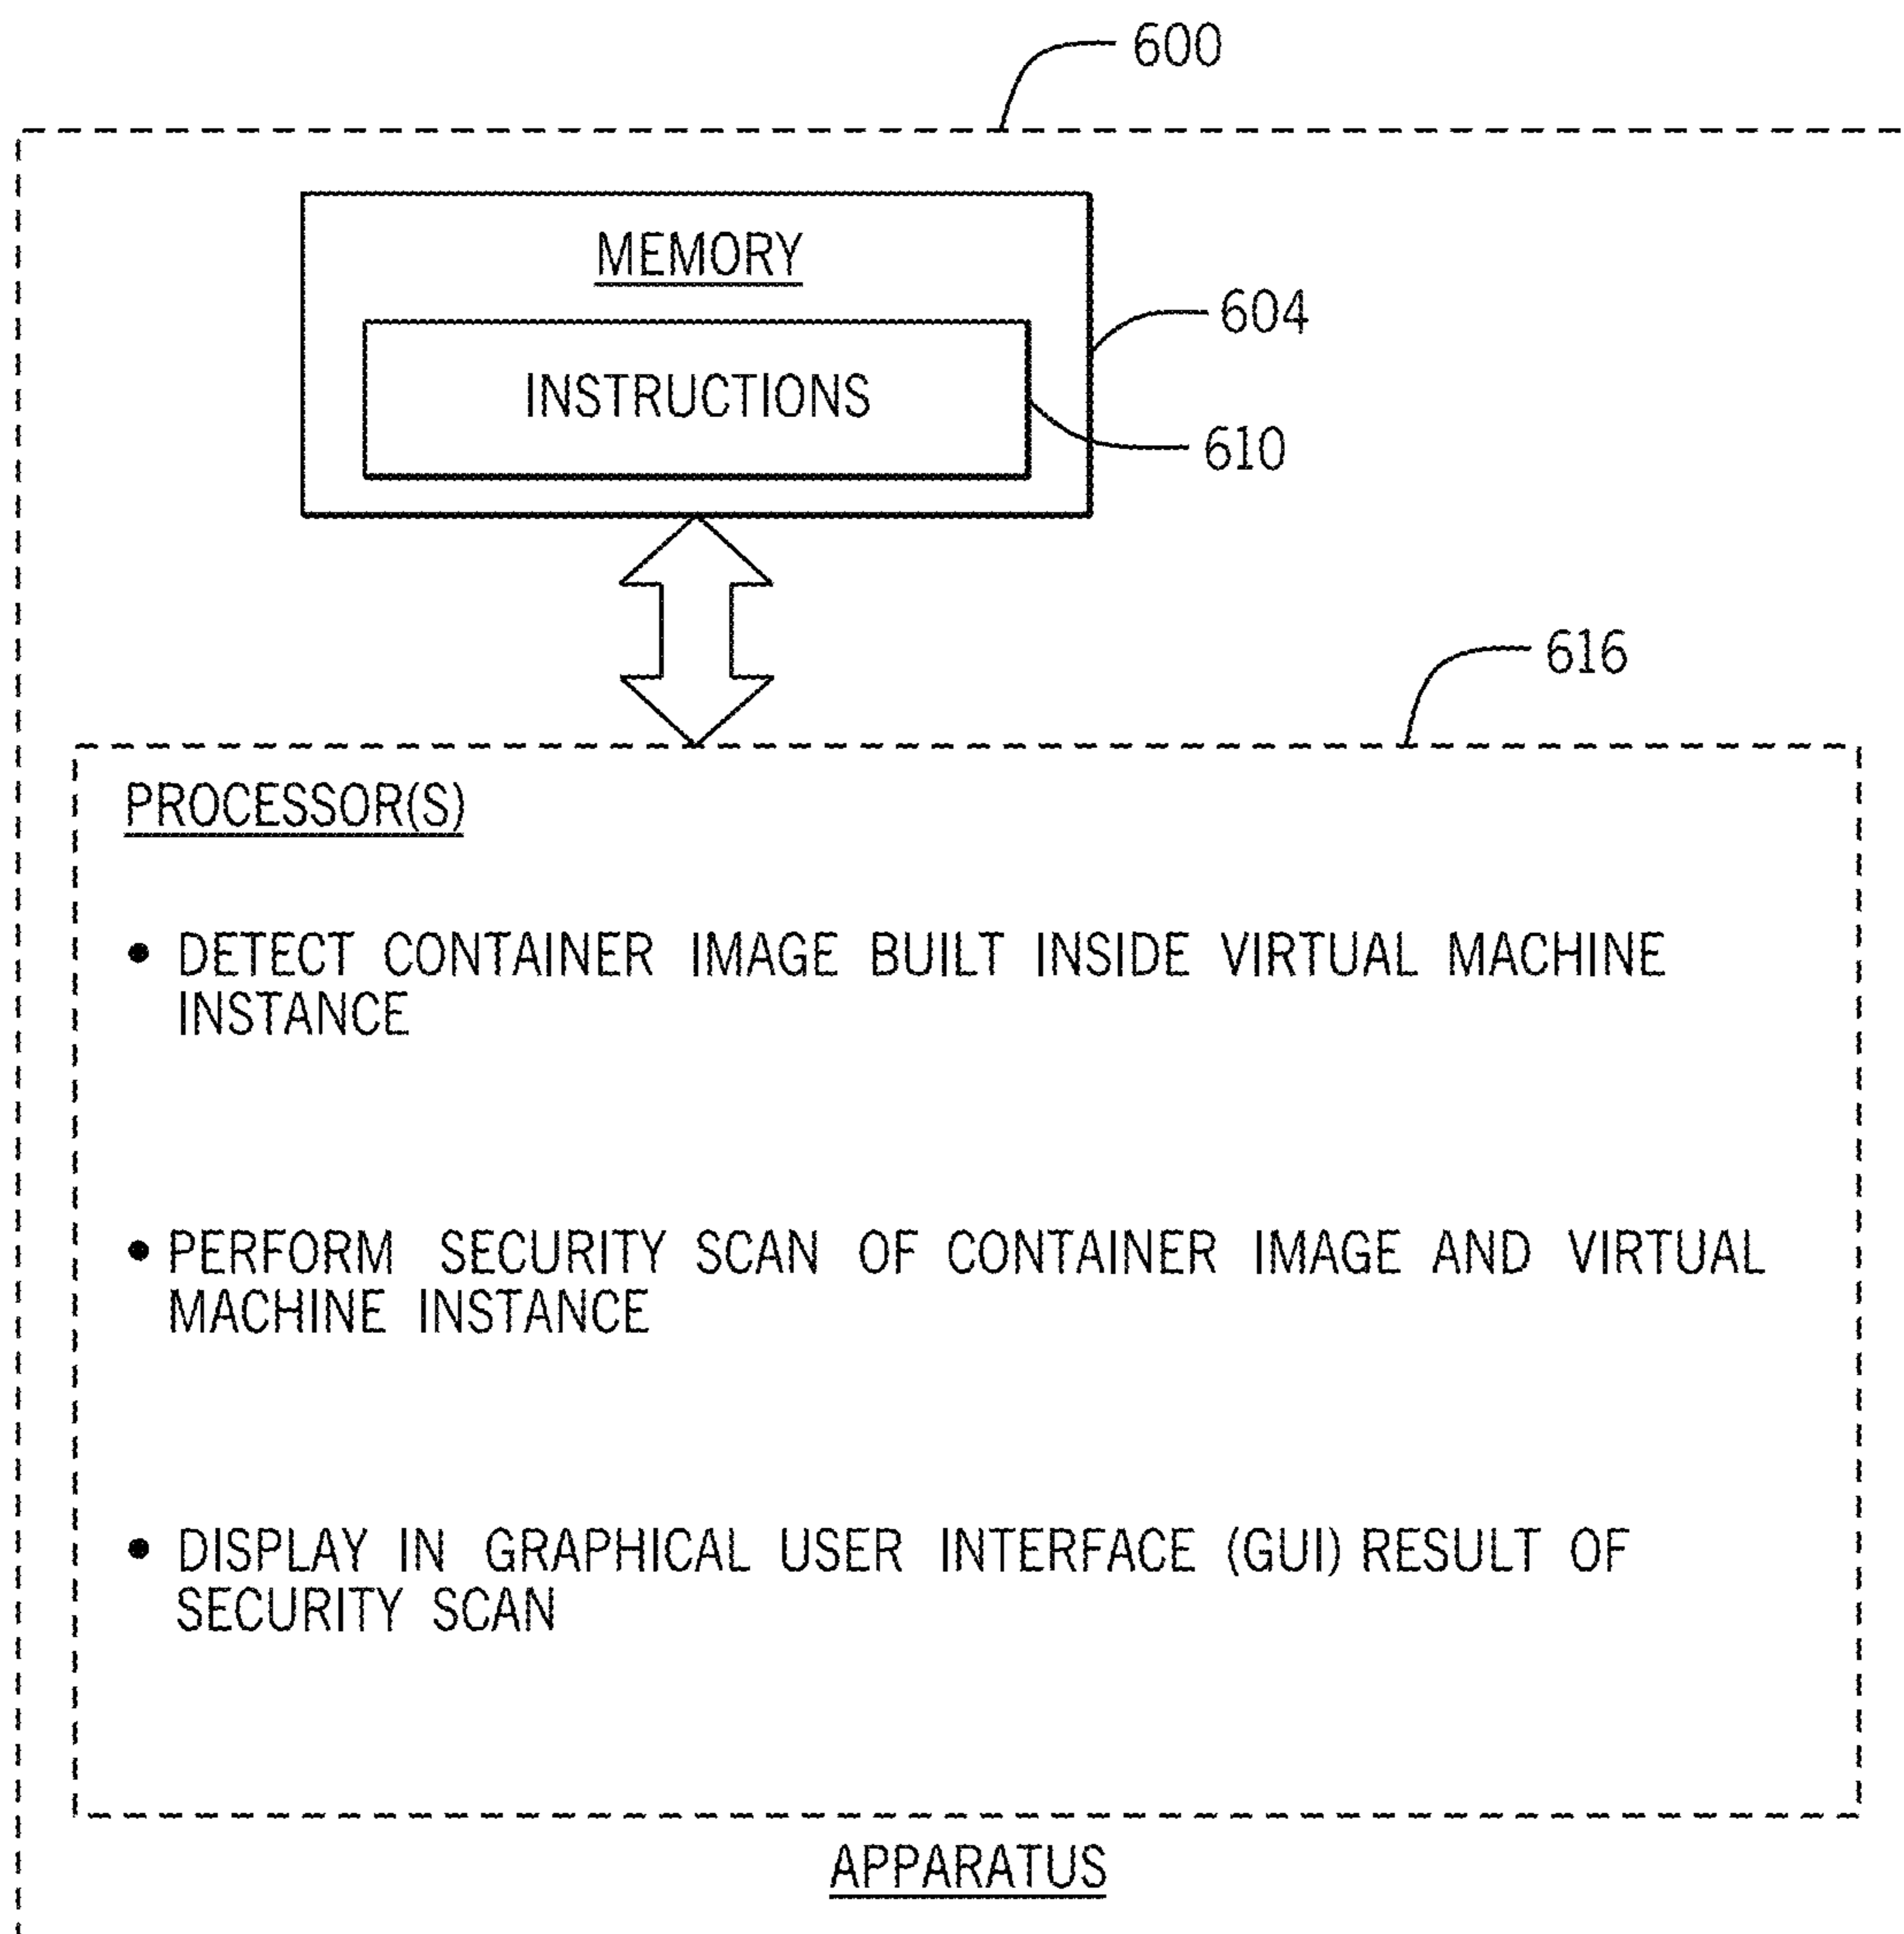 600
MEMORY
604
INSTRUCTIONS
610
616
PROCESSOR(S)
• DETECT CONTAINER IMAGE BUILT INSIDE VIRTUAL MACHINE
INSTANCE
• PERFORM SECURITY SCAN OF CONTAINER IMAGE AND VIRTUAL
MACHINE INSTANCE
• DISPLAY IN GRAPHICAL USER INTERFACE (GUI) RESULT OF
SECURITY SCAN
APPARATUS